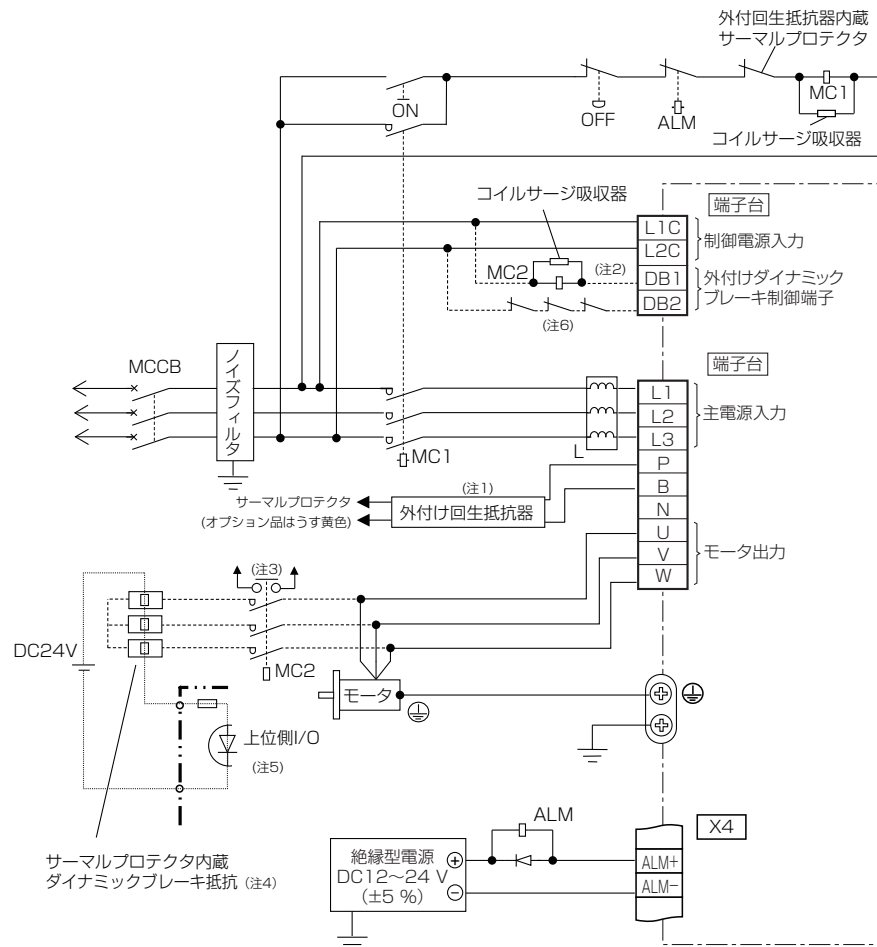 外付回生抵抗器内蔵
サーマルプロテクタ
ON
OFF
ALM
MC1
コイルサージ吸収器
コイルサージ吸収器
端子台
L1C
L2C
制御電源入力
MC2
(注2)
DB1
DB2
外付けダイナミック
ブレーキ制御端子
(注6)
MCCB
ノイズフィルタ
端子台
L1
L2
L3
主電源入力
L
MC1
P
B
N
(注1)
サーマルプロテクタ
(オプション品はうす黄色)
外付け回生抵抗器
U
V
W
モータ出力
(注3)
DC24V
MC2
モータ
上位側I/O
(注5)
サーマルプロテクタ内蔵
ダイナミックブレーキ抵抗 (注4)
ALM
X4
絶縁型電源
DC12〜24 V
(±5 %)
+
−
ALM+
ALM−